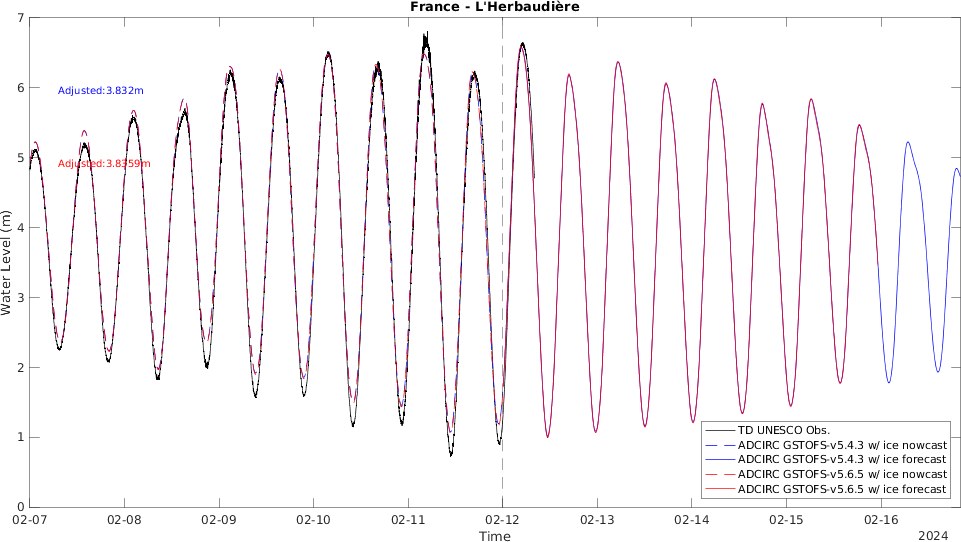 France - L'Herbaudière
7
6
5
4
3
2
1
0
Water Level (m)
Adjusted:3.832m
Adjusted:3.8359m
TD UNESCO Obs.
ADCIRC GSTOFS-v5.4.3 w/ ice nowcast
ADCIRC GSTOFS-v5.4.3 w/ ice forecast
ADCIRC GSTOFS-v5.6.5 w/ ice nowcast
ADCIRC GSTOFS-v5.6.5 w/ ice forecast
02-07 02-08 02-09 02-10 02-11 02-12 02-13 02-14 02-15 02-16
Time
2024